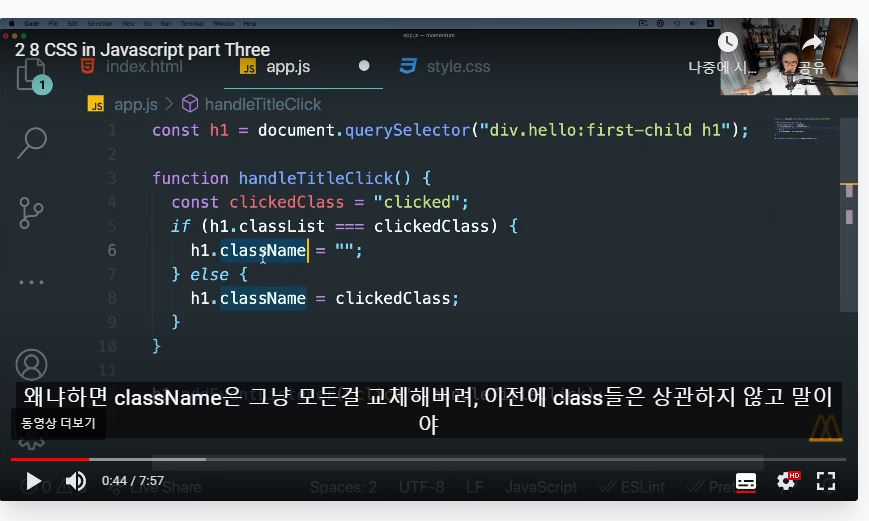 Code File Edit Selection View Go Run Terminal Window Help
app.js — momentum
2 8 CSS in Javascript part Three
index.html
JS app.js
style.css
나중에 시...
공유
1
JS app.js > handleTitleClick
1 const h1 = document.querySelector("div.hello:first-child h1");
2
3 function handleTitleClick() {
4 const clickedClass = "clicked";
5 if (h1.classList === clickedClass) {
6 h1.className = "";
7 } else {
8 h1.className = clickedClass;
9 }
10 }
11
왜냐하면 className은 그냥 모든걸 교체해버려, 이전에 class들은 상관하지 않고 말이
야
동영상 더보기
0:44 / 7:57
HD
0
Live Share
Spaces: 2
UTF-8
LF
JavaScript
ESLint